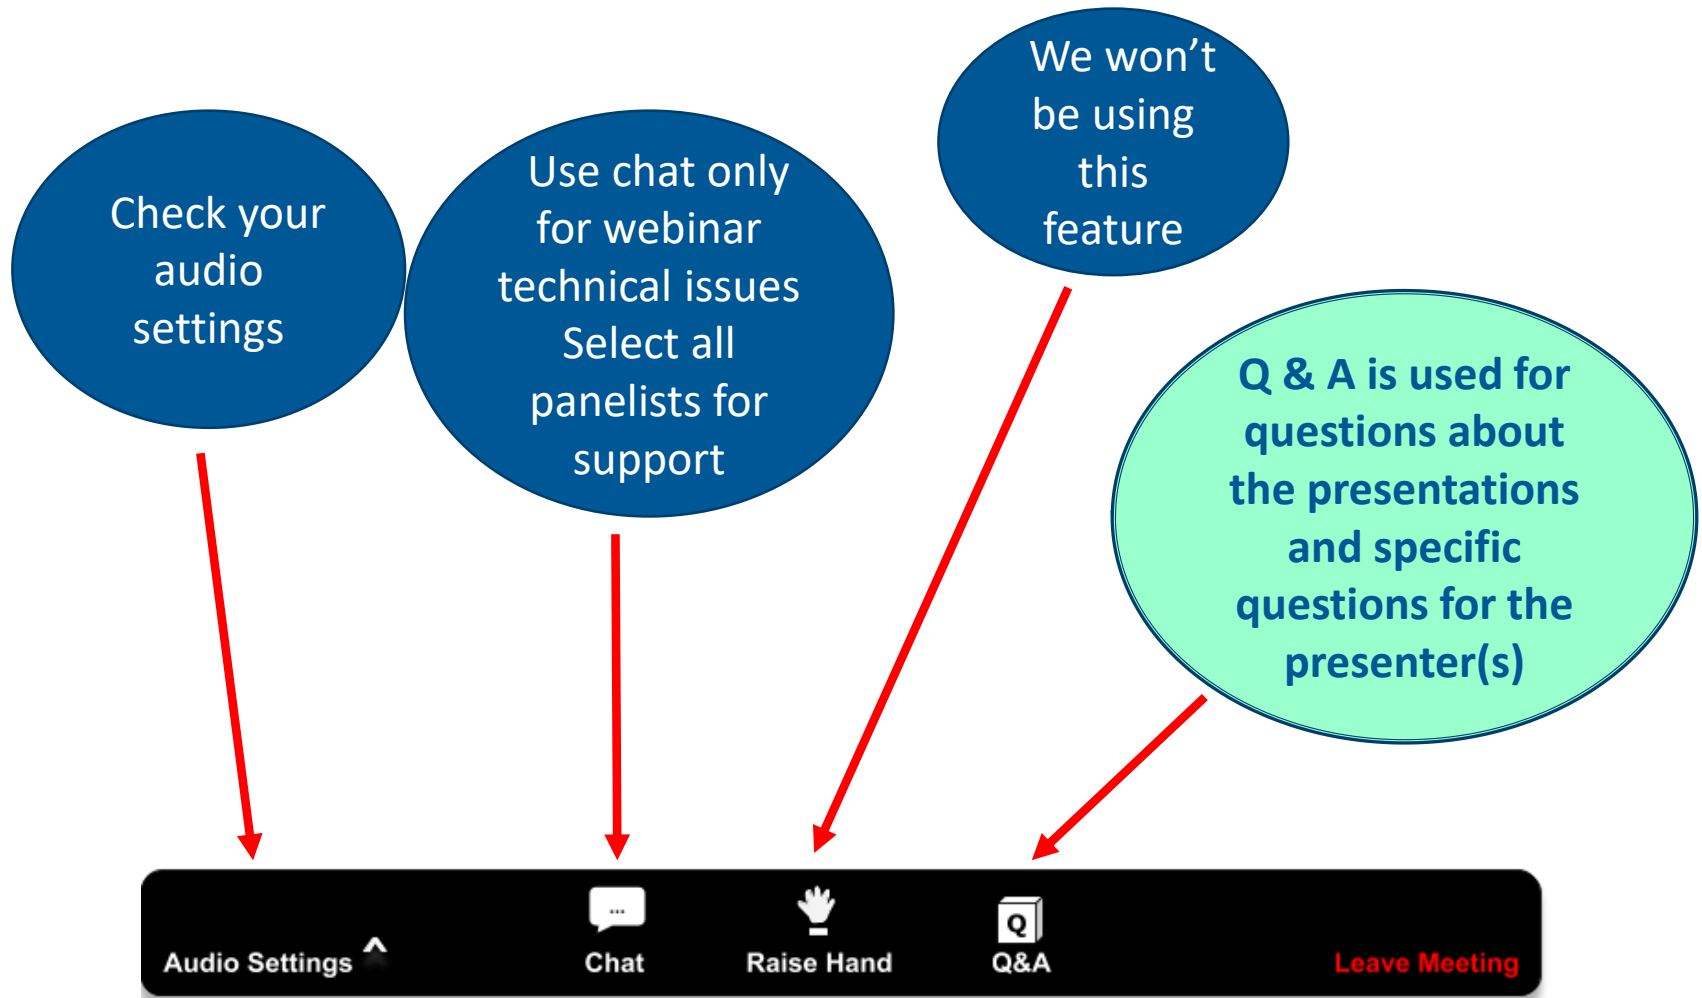 Check your
audio
settings
Use chat only
for webinar
technical issues
Select all
panelists for
support
We won’t
be using
this
feature
Q & A is used for
questions about
the presentations
and specific
questions for the
presenter(s)
Audio Settings
...
Chat
Raise Hand
Q
Q&A
Leave Meeting